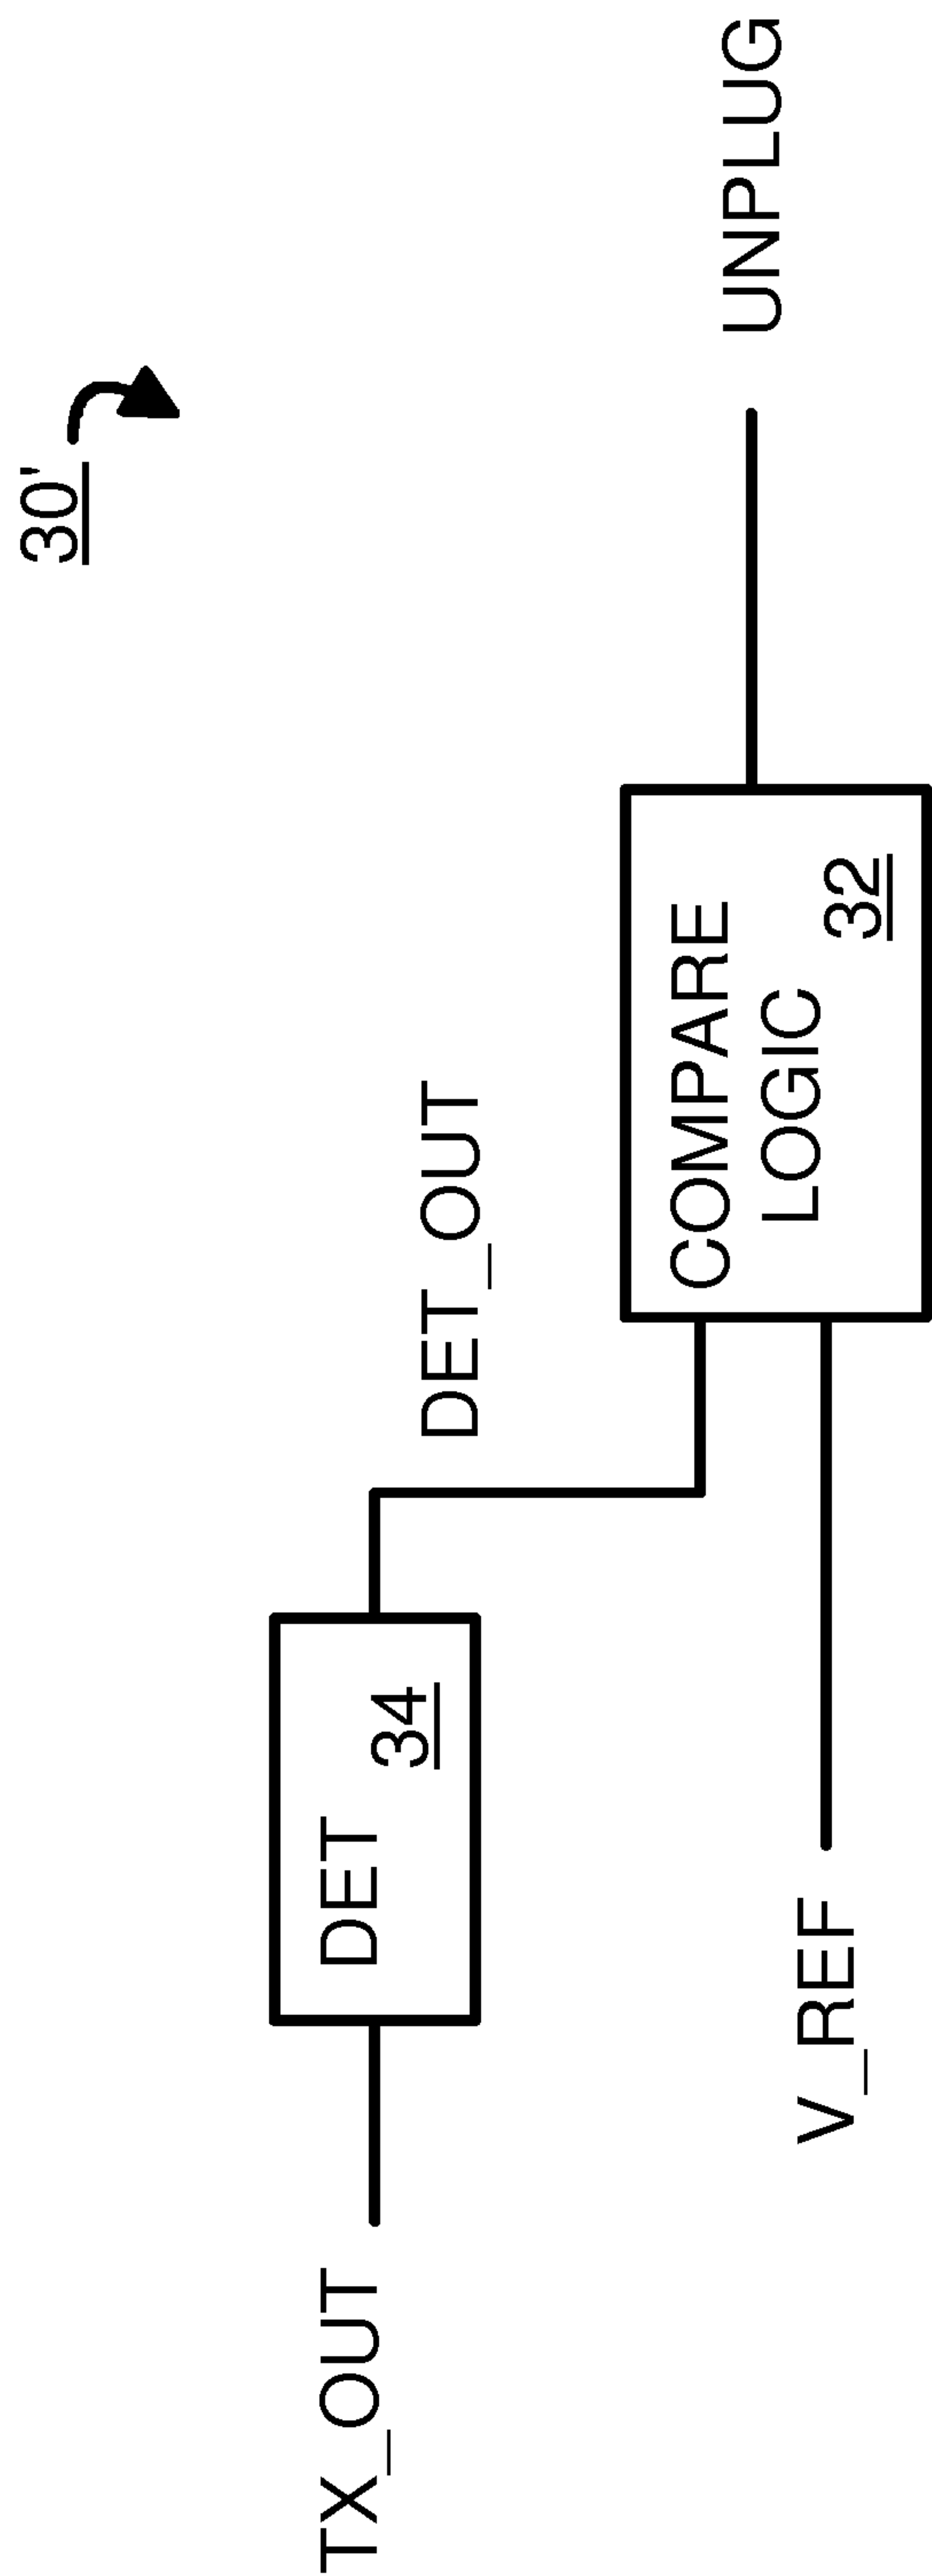 30'
TX_OUT
DET
34
DET_OUT
COMPARE
LOGIC
32
UNPLUG
V_REF